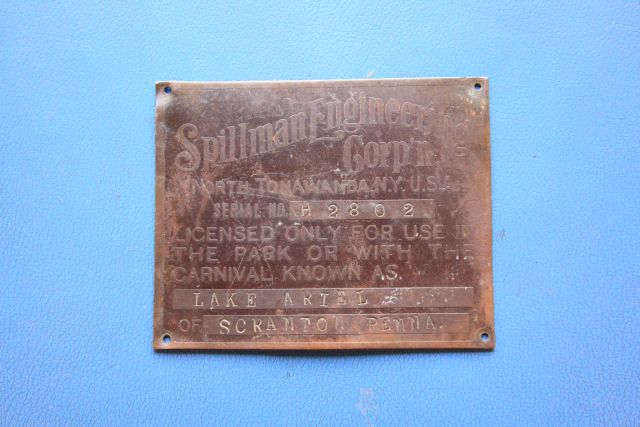 Spillman Engineering
Corp'n.
NORTH TONAWANDA, N.Y. U.S.A.
SERIAL NO. H 2802
LICENSED ONLY FOR USE IN
THE PARK OR WITH THE
CARNIVAL KNOWN AS.
LAKE ARIEL
OF SCRANTON PENNA.